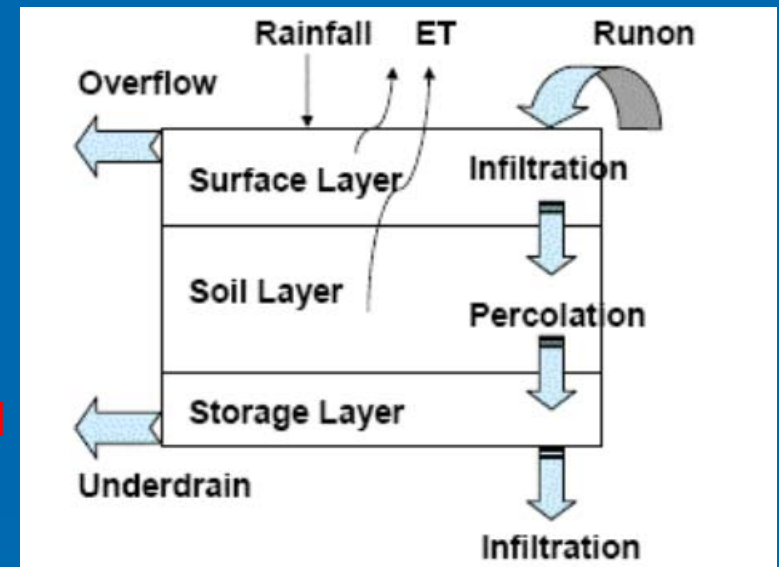 Rainfall ET Runon
Overflow
Surface Layer Infiltration
Soil Layer
Percolation
Storage Layer
Underdrain
Infiltration